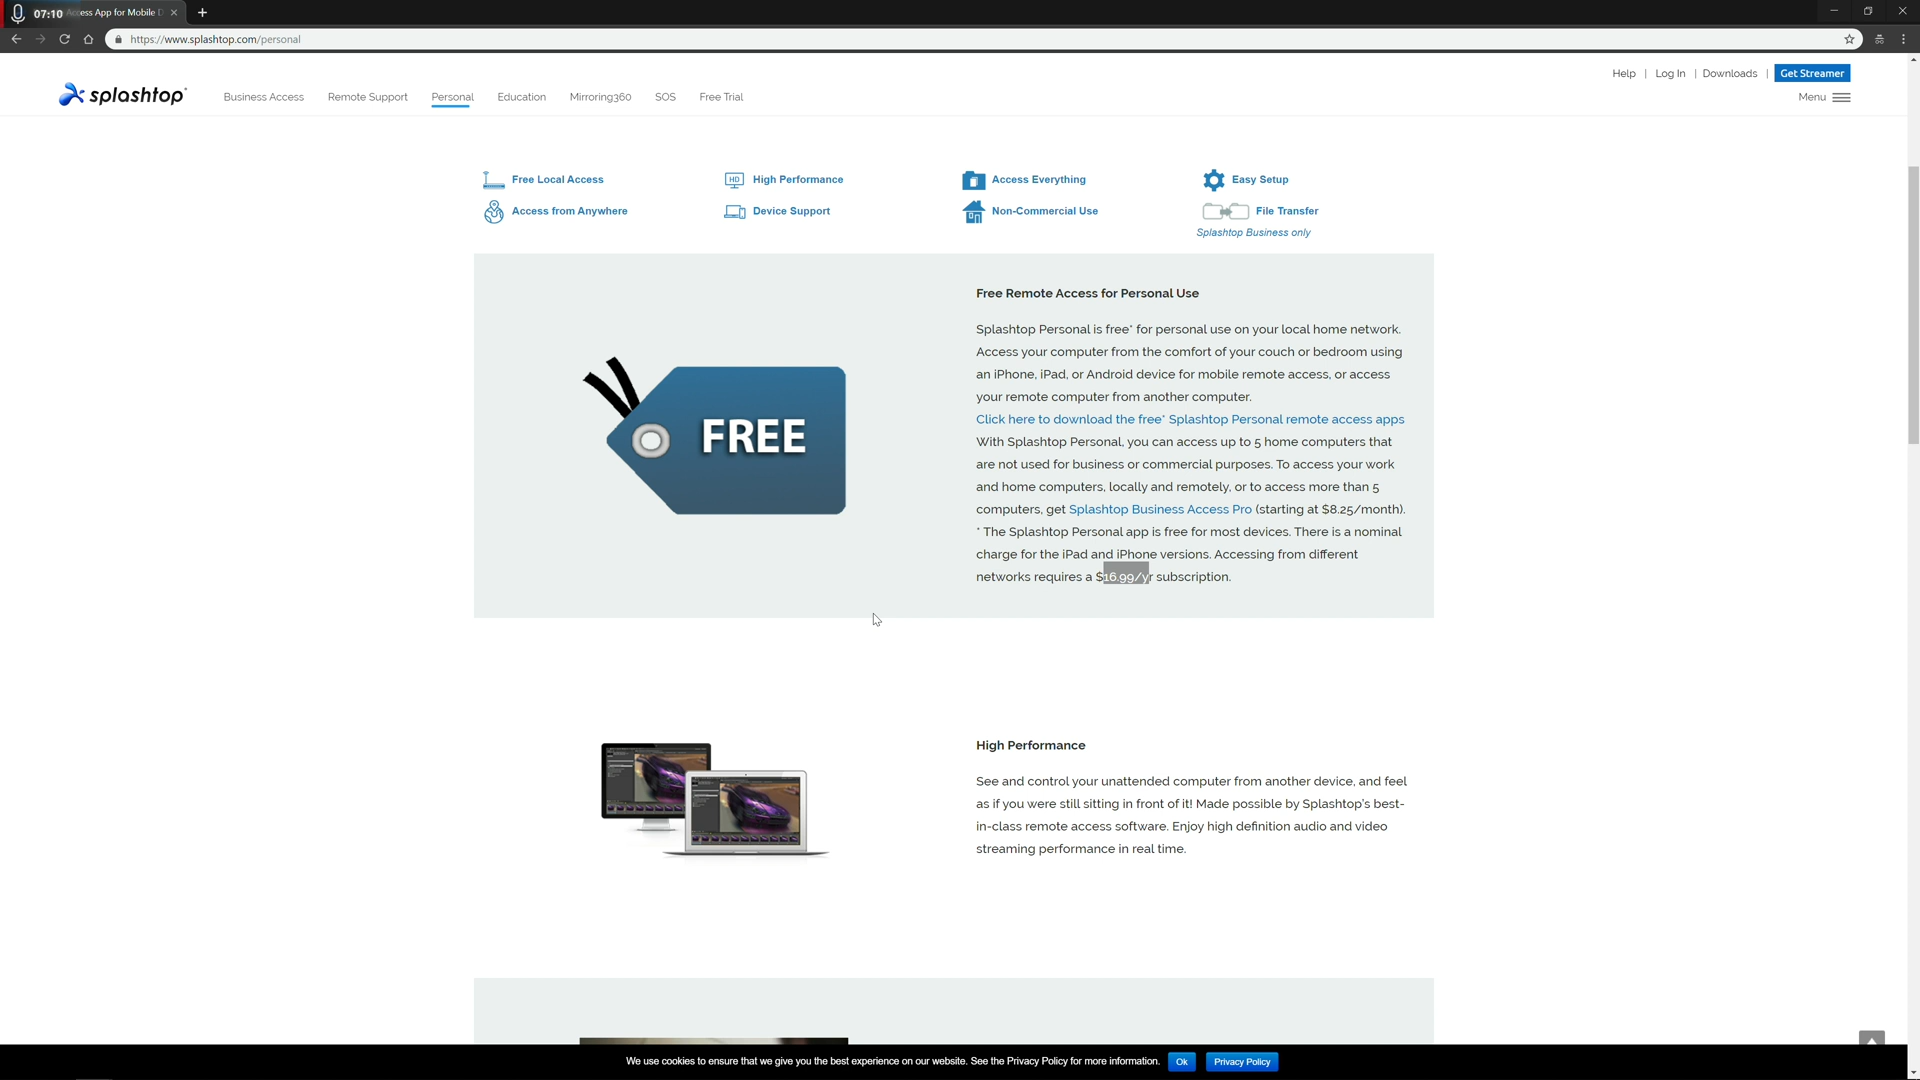 07:10 cess App for Mobile D
https://www.splashtop.com/personal
Help | Log In | Downloads | Get Streamer
splashtop
Business Access Remote Support Personal Education Mirroring360 SOS Free Trial
Menu
Free Local Access High Performance Access Everything Easy Setup
Access from Anywhere Device Support Non-Commercial Use File Transfer
Splashtop Business only
Free Remote Access for Personal Use
FREE
Splashtop Personal is free* for personal use on your local home network.
Access your computer from the comfort of your couch or bedroom using
an iPhone, iPad, or Android device for mobile remote access, or access
your remote computer from another computer.
Click here to download the free* Splashtop Personal remote access apps
With Splashtop Personal, you can access up to 5 home computers that
are not used for business or commercial purposes. To access your work
and home computers, locally and remotely, or to access more than 5
computers, get Splashtop Business Access Pro (starting at $8.25/month).
* The Splashtop Personal app is free for most devices. There is a nominal
charge for the iPad and iPhone versions. Accessing from different
networks requires a $16.99/yr subscription.
High Performance
See and control your unattended computer from another device, and feel
as if you were still sitting in front of it! Made possible by Splashtop's best-
in-class remote access software. Enjoy high definition audio and video
streaming performance in real time.
We use cookies to ensure that we give you the best experience on our website. See the Privacy Policy for more information. Ok Privacy Policy